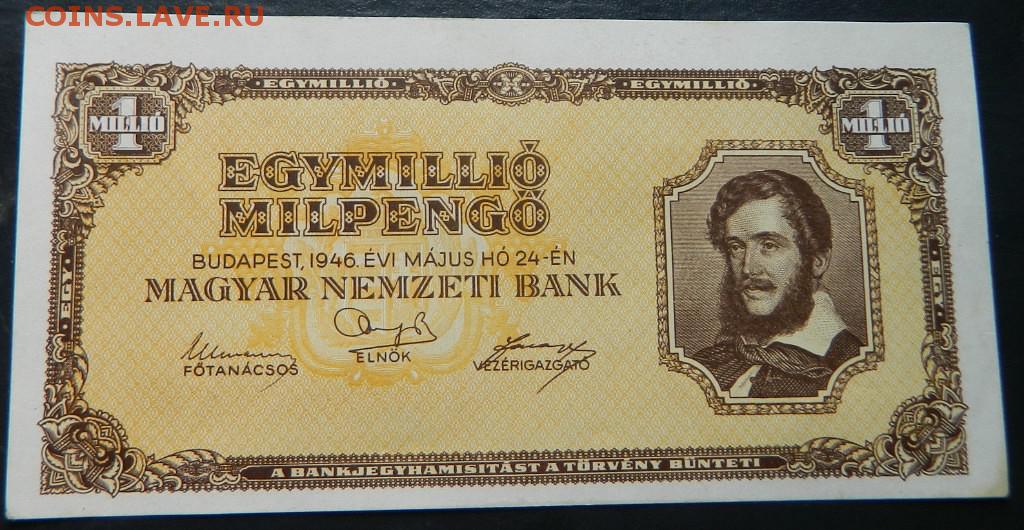 COINS.LAVE.RU
EGYMILLIÓ EGYMILLIÓ
1 MILLIÓ 1 MILLIÓ
EGYMILLIÓ
MILPENGŐ
BUDAPEST, 1946. ÉVI MÁJUS HÓ 24-ÉN
MAGYAR NEMZETI BANK
FŐTANÁCSOS
ELNÖK
VEZÉRIGAZGATÓ
A BANKJEGYHAMISITÁST A TÖRVÉNY BÜNTETI